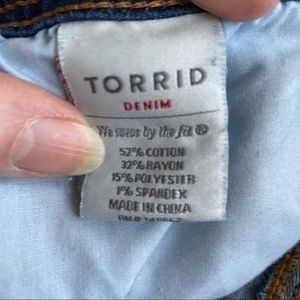 TORRID
DENIM
We swear by the fit ®
52% COTTON
32% RAYON
15% POLYESTER
1% SPANDEX
MADE IN CHINA